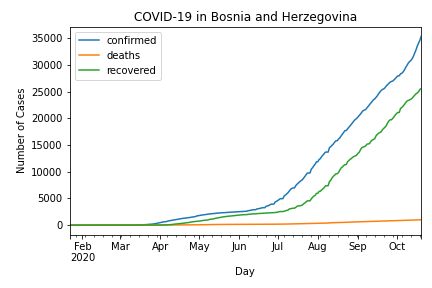 COVID-19 in Bosnia and Herzegovina
confirmed
deaths
recovered
Number of Cases
35000
30000
25000
20000
15000
10000
5000
0
Feb Mar Apr May Jun Jul Aug Sep Oct
2020
Day